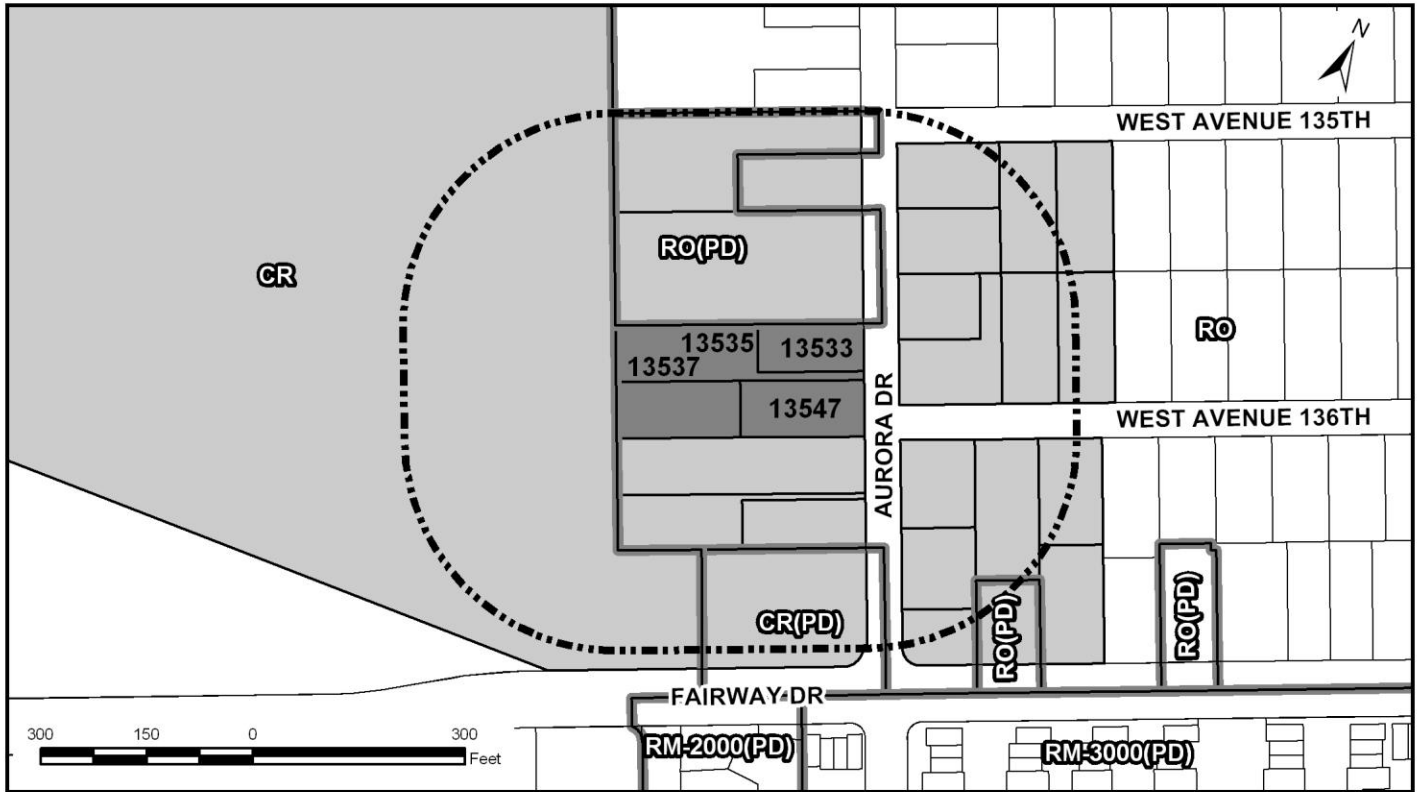 N
WEST AVENUE 135TH
RO(PD)
CR
RO
13535
13533
13537
13547
AURORA DR
WEST AVENUE 136TH
CR(PD)
RO(PD)
RO(PD)
FAIRWAY DR
300 150 0 300
Feet
RM-2000(PD)
RM-3000(PD)